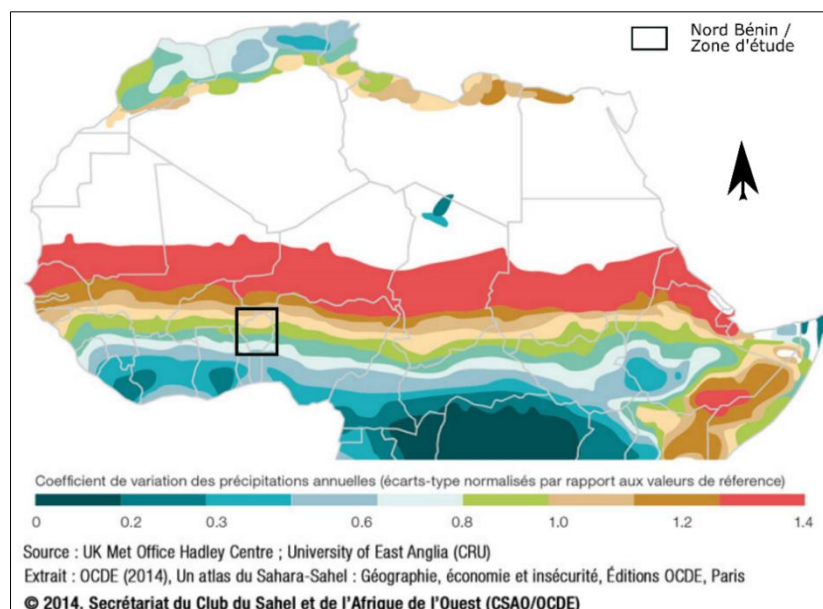 Nord Bénin /
Zone d'étude
Coefficient de variation des précipitations annuelles (écarts-type normalisés par rapport aux valeurs de réference)
0 0.2 0.3 0.6 0.8 1.0 1.2 1.4
Source : UK Met Office Hadley Centre ; University of East Anglia (CRU)
Extrait : OCDE (2014), Un atlas du Sahara-Sahel : Géographie, économie et insécurité, Éditions OCDE, Paris
© 2014. Secrétariat du Club du Sahel et de l'Afrique de l'Ouest (CSAO/OCDE)